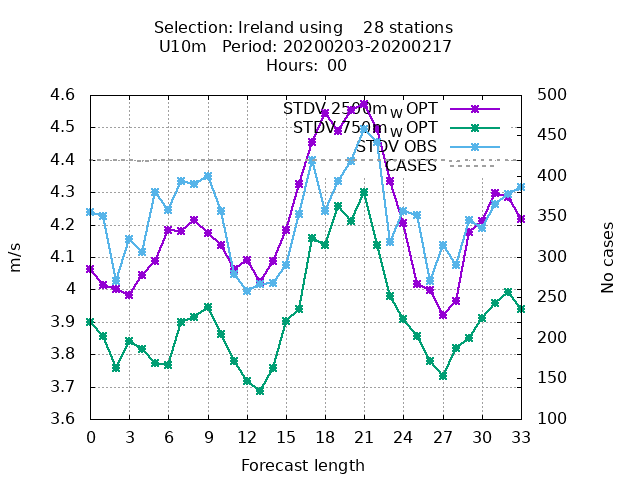 Selection: Ireland using 28 stations
U10m Period: 20200203-20200217
Hours: 00
STDV 2500m_W OPT
STDV 750m_W OPT
STDV OBS
CASES
4.6
4.5
4.4
4.3
4.2
4.1
4
3.9
3.8
3.7
3.6
m/s
500
450
400
350
300
250
200
150
100
No cases
0 3 6 9 12 15 18 21 24 27 30 33
Forecast length